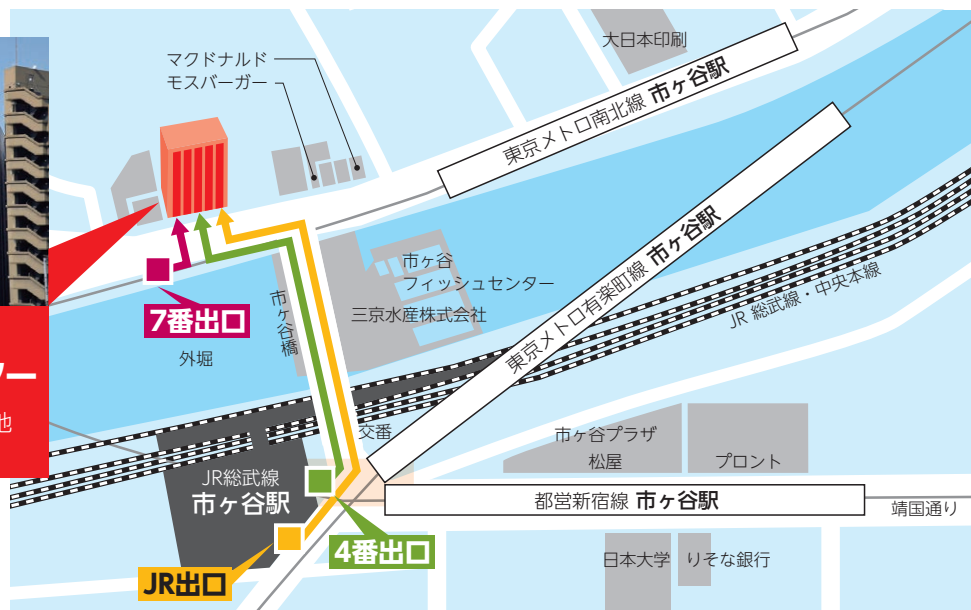 大日本印刷
マクドナルド
モスバーガー
東京メトロ南北線 市ヶ谷駅
市ヶ谷
フィッシュセンター
三京水産株式会社
東京メトロ有楽町線 市ヶ谷駅
JR 総武線・中央本線
市ヶ谷橋
7番出口
外堀
ワー
地
交番
市ヶ谷プラザ
松屋
プロント
JR総武線
市ヶ谷駅
都営新宿線 市ヶ谷駅
靖国通り
4番出口
日本大学
りそな銀行
JR出口